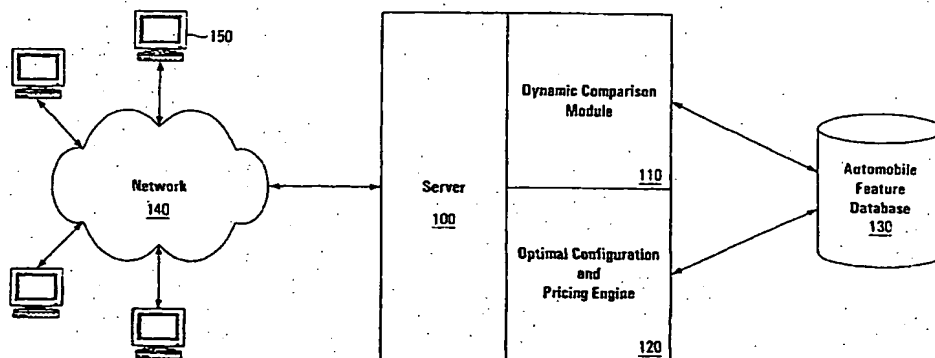 150
Network
140
Server
100
Dynamic Comparison
Module
110
Optimal Configuration
and
Pricing Engine
120
Automobile
Feature
Database
130